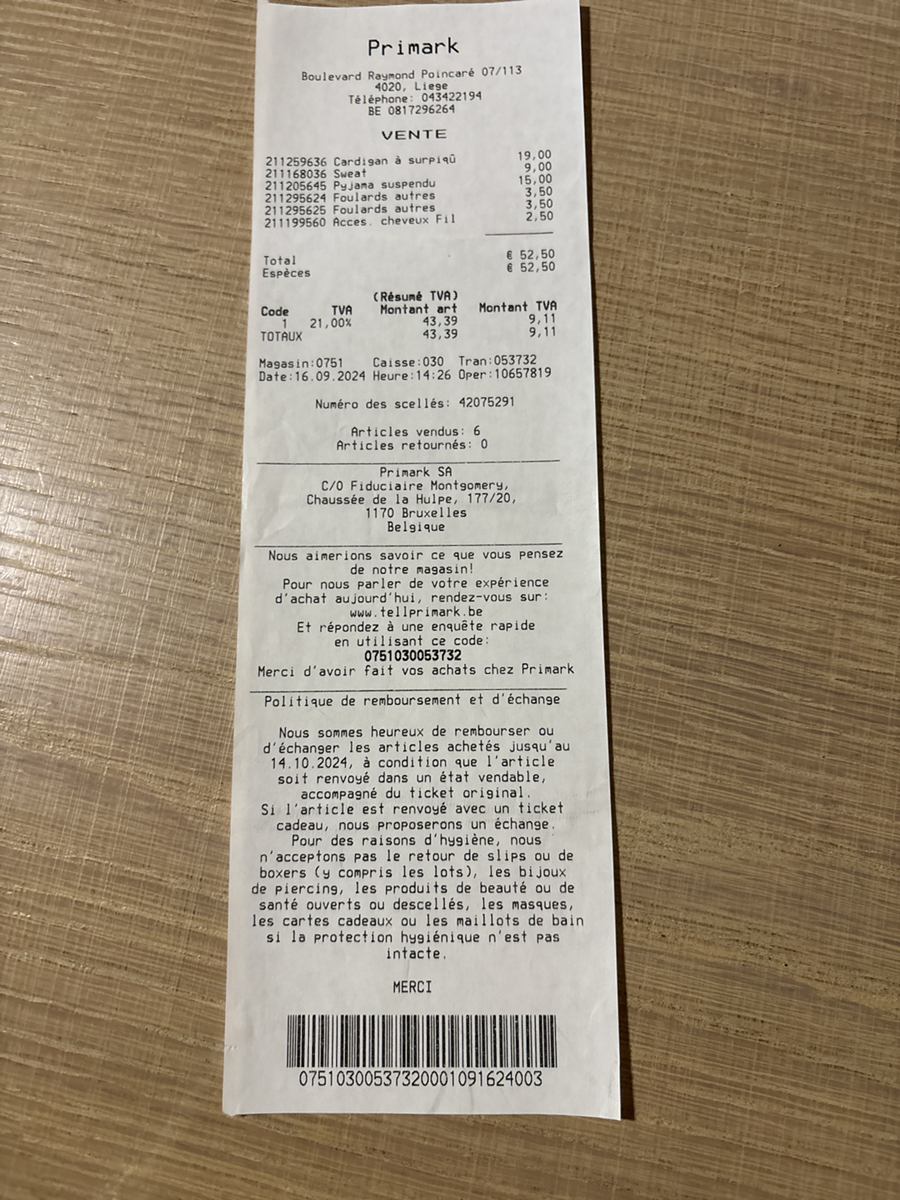 Primark
Boulevard Raymond Poincaré 07/113
4020, Liege
Téléphone: 043422194
BE 0817296264
VENTE
211259636 Cardigan à surpiqû 19,00
211168036 Sweat 9,00
211205645 Pyjama suspendu 15,00
211295624 Foulards autres 3,50
211295625 Foulards autres 3,50
211199560 Acces. cheveux Fil 2,50
Total € 52,50
Espèces € 52,50
(Résumé TVA)
Code TVA Montant art Montant TVA
1 21,00% 43,39 9,11
TOTAUX 43,39 9,11
Magasin:0751 Caisse:030 Tran:053732
Date:16.09.2024 Heure:14:26 Oper:10657819
Numéro des scellés: 42075291
Articles vendus: 6
Articles retournés: 0
Primark SA
C/O Fiduciaire Montgomery,
Chaussée de la Hulpe, 177/20,
1170 Bruxelles
Belgique
Nous aimerions savoir ce que vous pensez
de notre magasin!
Pour nous parler de votre expérience
d'achat aujourd'hui, rendez-vous sur:
www.tellprimark.be
Et répondez à une enquête rapide
en utilisant ce code:
0751030053732
Merci d'avoir fait vos achats chez Primark
Politique de remboursement et d'échange
Nous sommes heureux de rembourser ou
d'échanger les articles achetés jusqu'au
14.10.2024, à condition que l'article
soit renvoyé dans un état vendable,
accompagné du ticket original.
Si l'article est renvoyé avec un ticket
cadeau, nous proposerons un échange.
Pour des raisons d'hygiène, nous
n'acceptons pas le retour de slips ou de
boxers (y compris les lots), les bijoux
de piercing, les produits de beauté ou de
santé ouverts ou descellés, les masques,
les cartes cadeaux ou les maillots de bain
si la protection hygiénique n'est pas
intacte.
MERCI
07510300537320001091624003